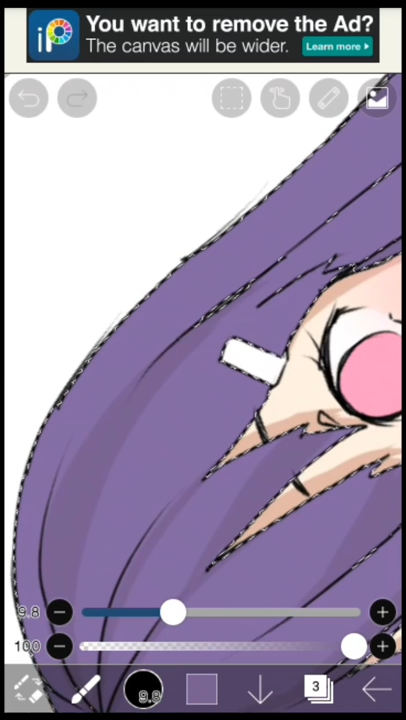 You want to remove the Ad?
iP
The canvas will be wider.
Learn more
9.8
100
9.8
3